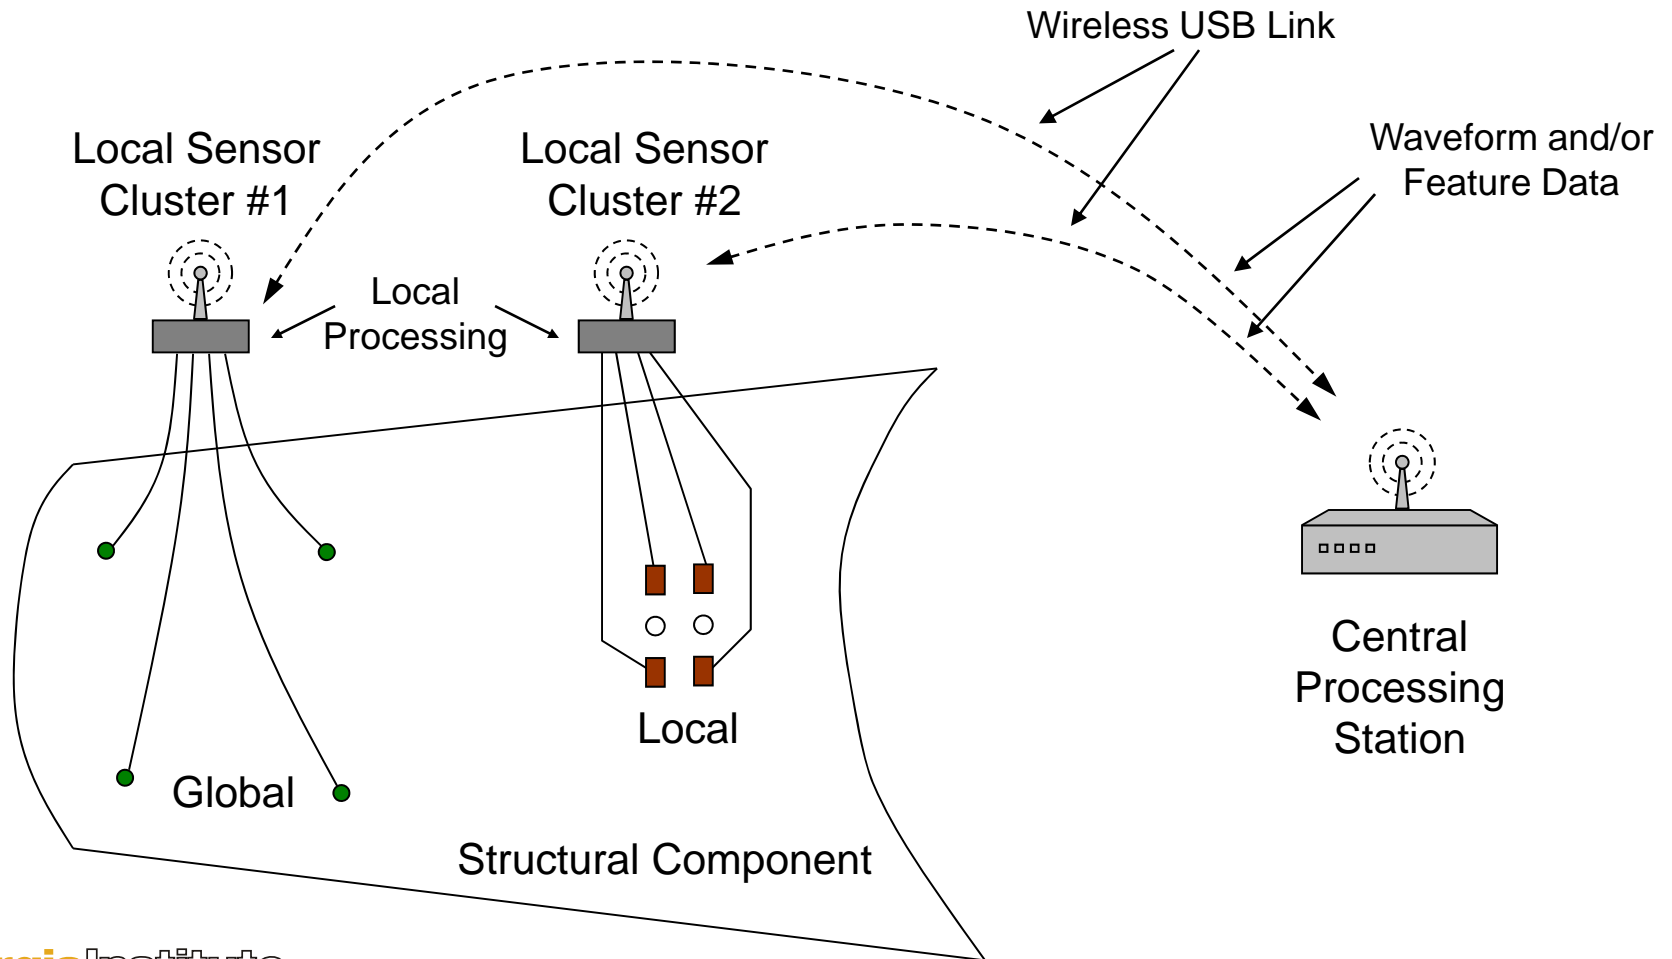 Wireless USB Link
Waveform and/or
Feature Data
Local Sensor
Cluster #1
Local Sensor
Cluster #2
Local
Processing
Local
Global
Structural Component
Central
Processing
Station